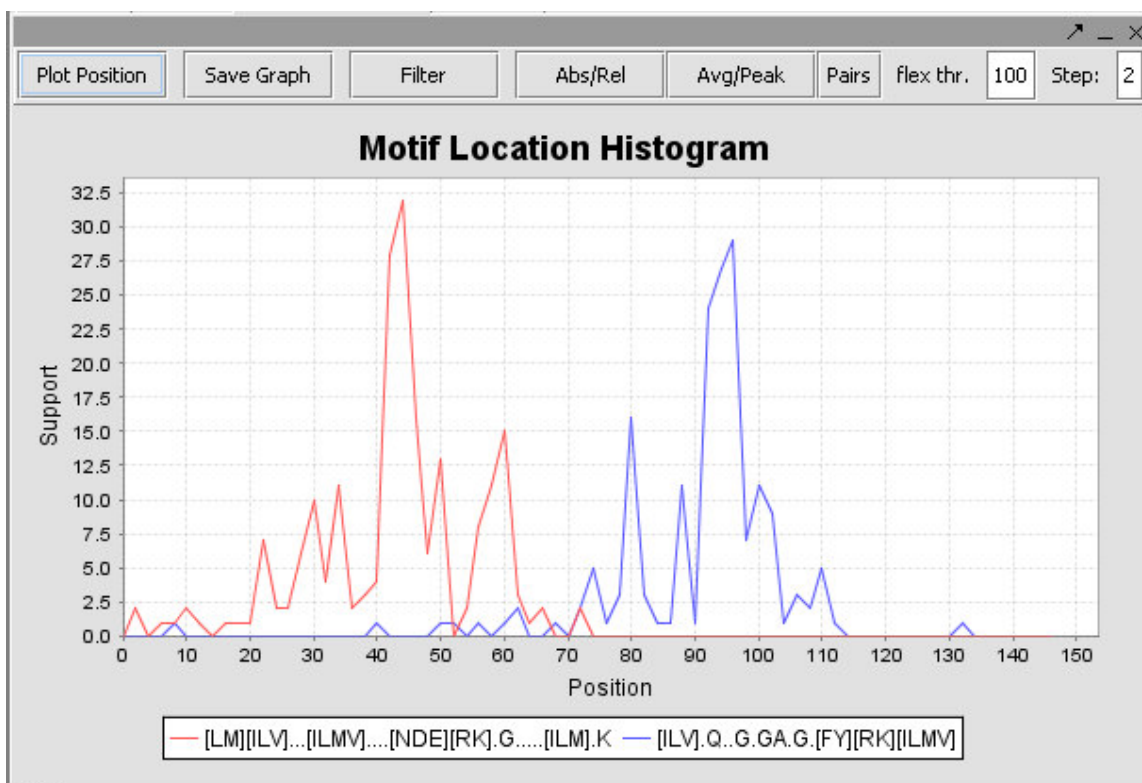 Plot Position Save Graph Filter Abs/Rel Avg/Peak Pairs flex thr. 100 Step: 2
Motif Location Histogram
32.5
30.0
27.5
25.0
22.5
20.0
17.5
15.0
12.5
10.0
7.5
5.0
2.5
0.0
Support
0 10 20 30 40 50 60 70 80 90 100 110 120 130 140 150
Position
[LM][ILV]...[ILMV]....[NDE][RK].G.....[ILM].K [ILV].Q..G.GA.G.[FY][RK][ILMV]